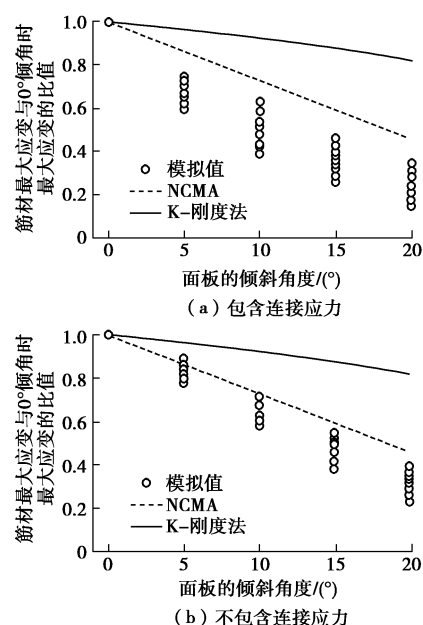 筋材最大应变与0°倾角时
最大应变的比值
1.0
0.8
0.6
0.4
0.2
0
模拟值
NCMA
K-刚度法
0 5 10 15 20
面板的倾斜角度/(°)
(a) 包含连接应力
筋材最大应变与0°倾角时
最大应变的比值
1.0
0.8
0.6
0.4
0.2
0
模拟值
NCMA
K-刚度法
0 5 10 15 20
面板的倾斜角度/(°)
(b) 不包含连接应力